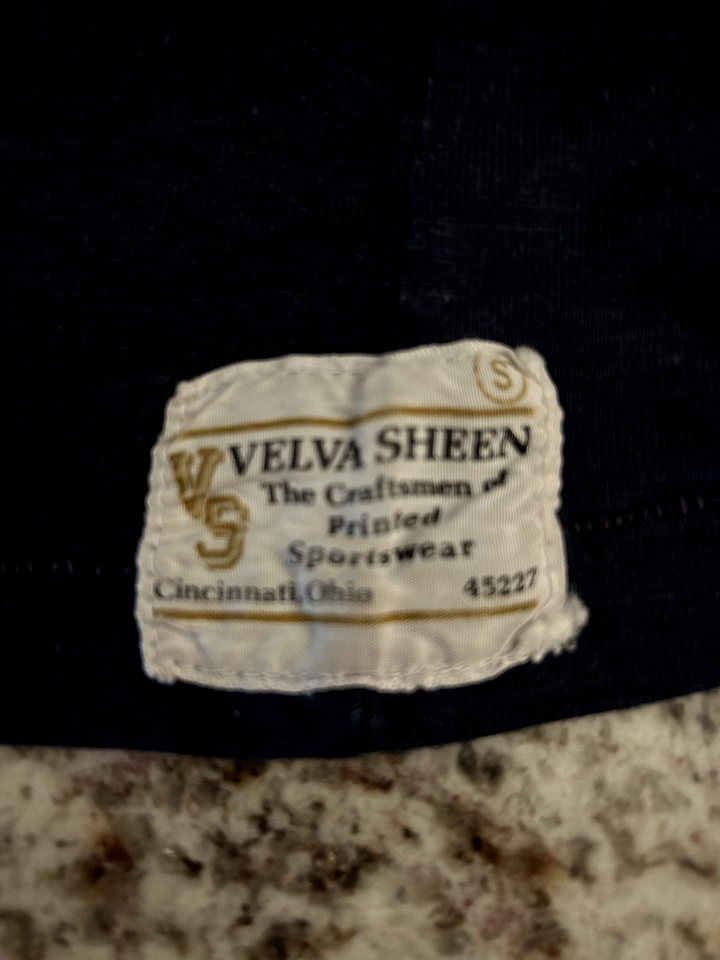 S
VS VELVA SHEEN
The Craftsmen of
Printed
Sportswear
Cincinnati, Ohio 45227